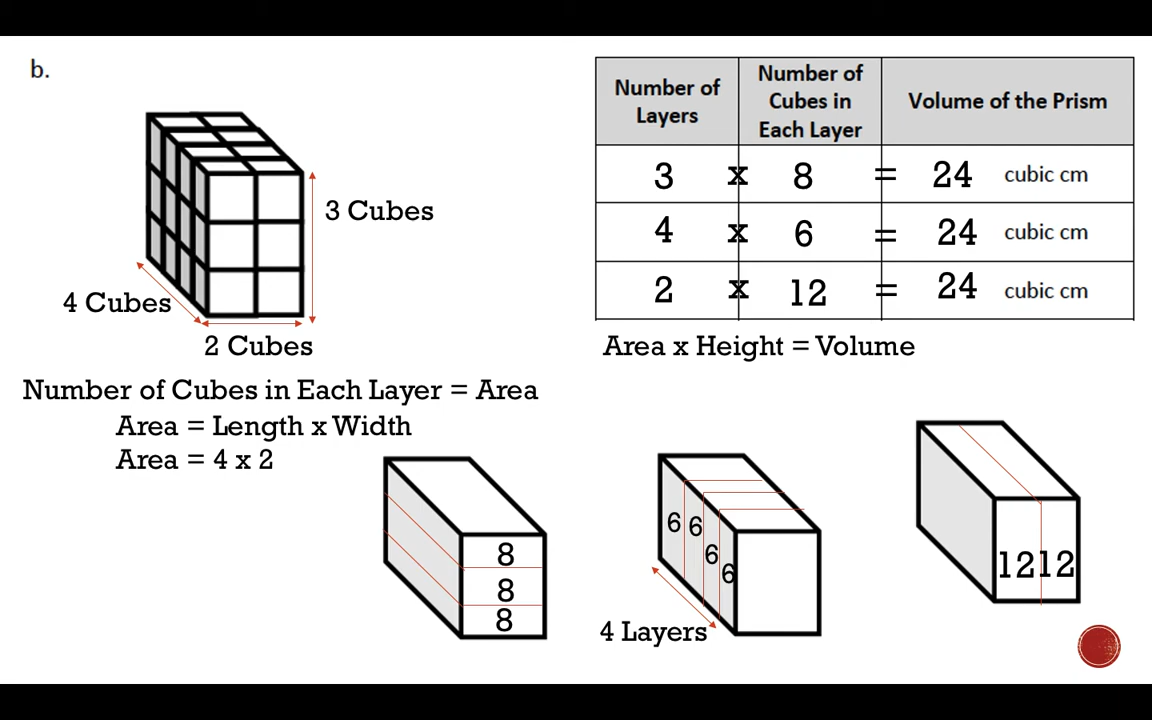 b.
3 Cubes
4 Cubes
2 Cubes
Number of Cubes in Each Layer = Area
Area = Length x Width
Area = 4 x 2
8
8
8
Number of Layers
Number of Cubes in Each Layer
Volume of the Prism
3 x 8 = 24 cubic cm
4 x 6 = 24 cubic cm
2 x 12 = 24 cubic cm
Area x Height = Volume
6 6
6
6
4 Layers
12 12